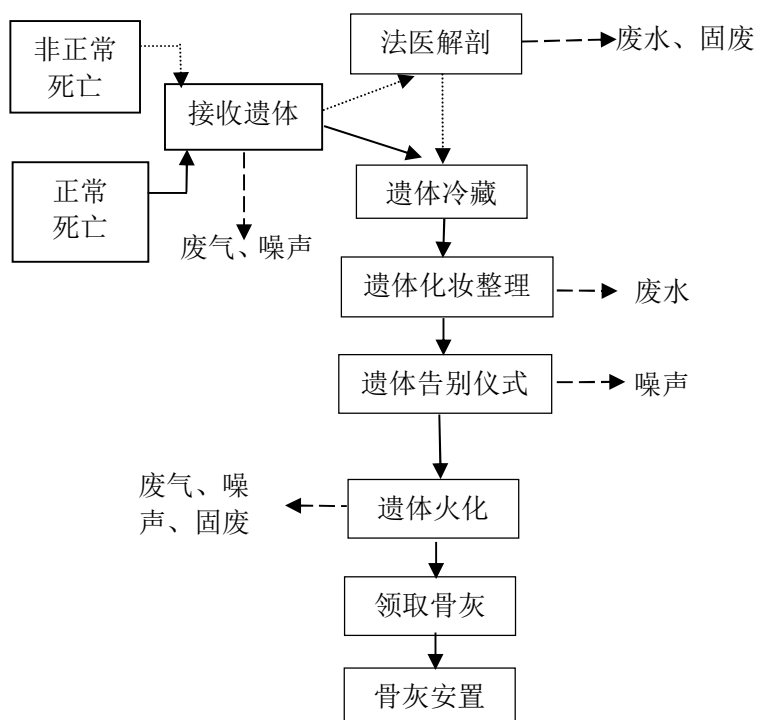 非正常
死亡
法医解剖
废水、固废
接收遗体
正常
死亡
遗体冷藏
废气、噪声
遗体化妆整理
废水
遗体告别仪式
噪声
废气、噪
声、固废
遗体火化
领取骨灰
骨灰安置